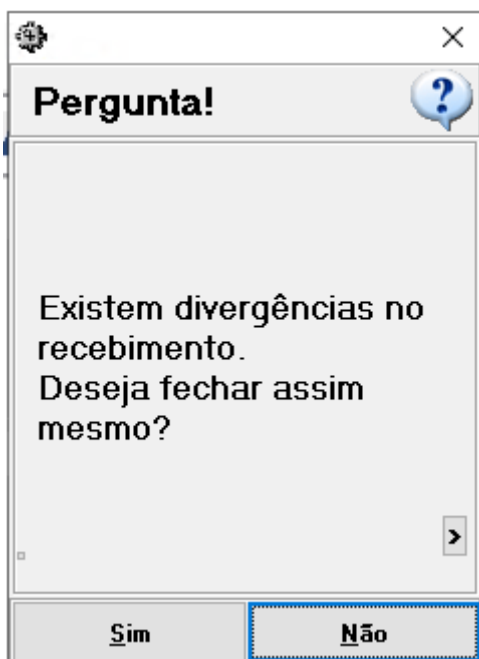 Pergunta!
Existem divergências no
recebimento.
Deseja fechar assim
mesmo?
Sim
Não